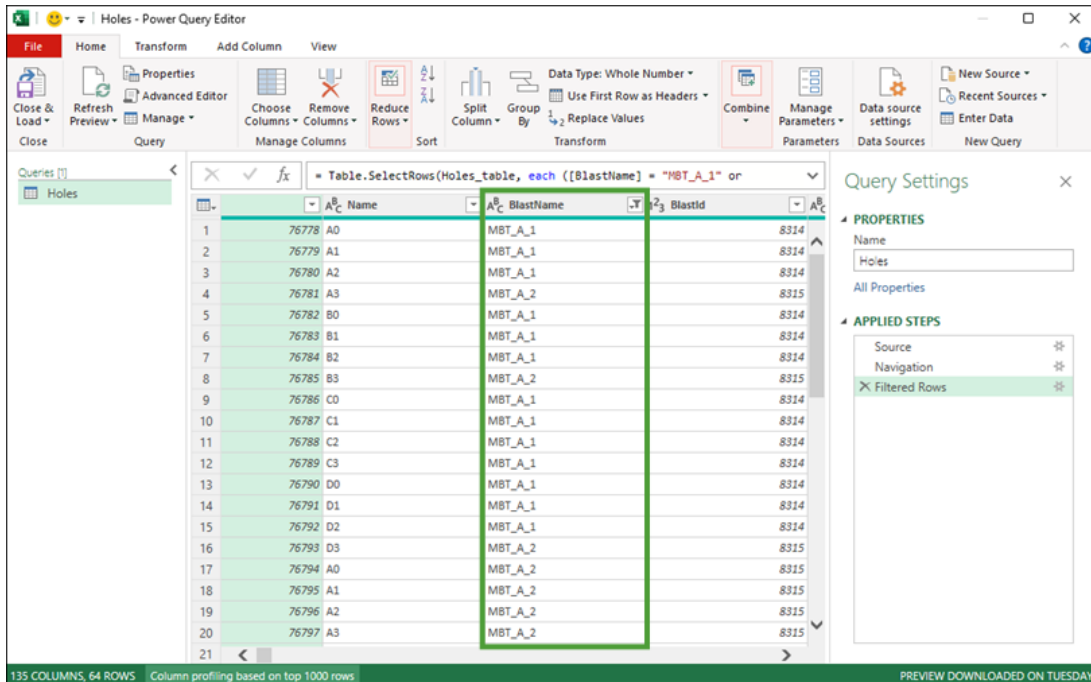 Holes - Power Query Editor
File Home Transform Add Column View
Close & Load
Refresh Preview
Properties
Advanced Editor
Manage
Choose Columns
Remove Columns
Reduce Rows
Split Column
Group By
Data Type: Whole Number
Use First Row as Headers
Replace Values
Combine
Manage Parameters
Data source settings
New Source
Recent Sources
Enter Data
Close Query Manage Columns Sort Transform Parameters Data Sources New Query
Queries [1]
Holes
fx = Table.SelectRows(Holes_table, each ([BlastName] = "MBT_A_1" or
Name BlastName BlastId
1 76778 A0 MBT_A_1 8314
2 76779 A1 MBT_A_1 8314
3 76780 A2 MBT_A_1 8314
4 76781 A3 MBT_A_2 8315
5 76782 B0 MBT_A_1 8314
6 76783 B1 MBT_A_1 8314
7 76784 B2 MBT_A_1 8314
8 76785 B3 MBT_A_2 8315
9 76786 C0 MBT_A_1 8314
10 76787 C1 MBT_A_1 8314
11 76788 C2 MBT_A_1 8314
12 76789 C3 MBT_A_1 8314
13 76790 D0 MBT_A_1 8314
14 76791 D1 MBT_A_1 8314
15 76792 D2 MBT_A_1 8314
16 76793 D3 MBT_A_2 8315
17 76794 A0 MBT_A_2 8315
18 76795 A1 MBT_A_2 8315
19 76796 A2 MBT_A_2 8315
20 76797 A3 MBT_A_2 8315
21
Query Settings
PROPERTIES
Name
Holes
All Properties
APPLIED STEPS
Source
Navigation
Filtered Rows
135 COLUMNS, 64 ROWS Column profiling based on top 1000 rows PREVIEW DOWNLOADED ON TUESDAY